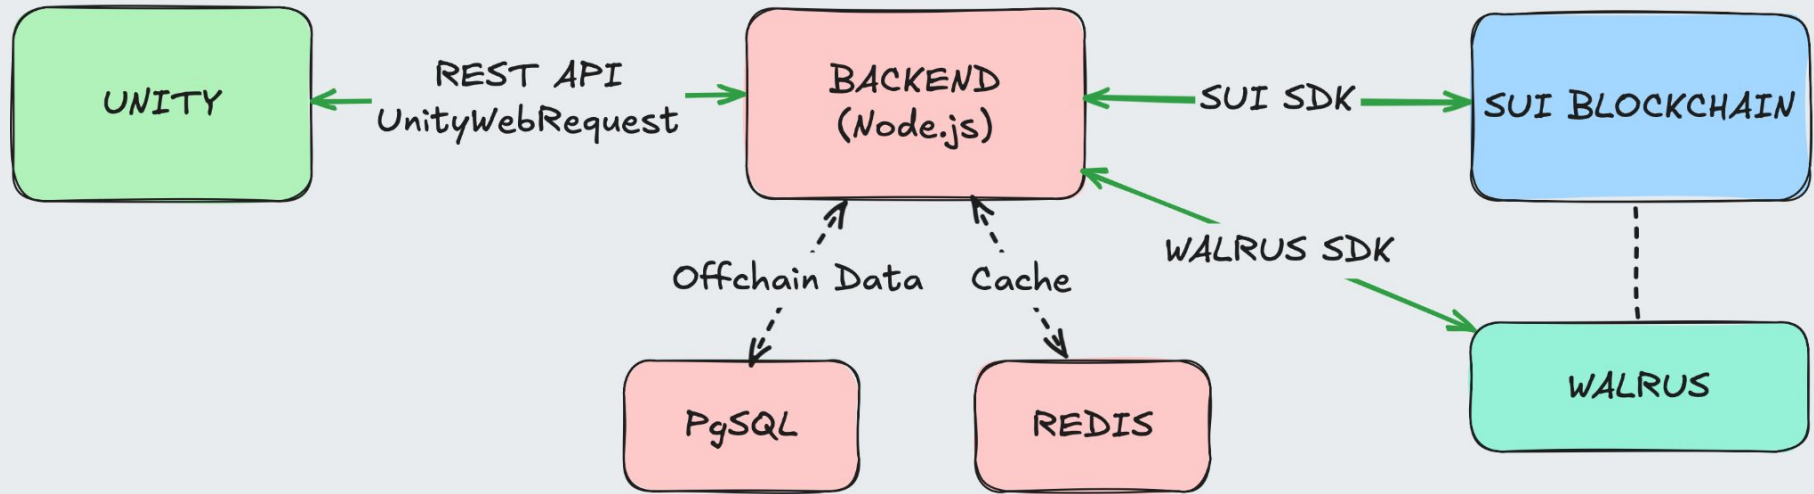 UNITY
REST API
UnityWebRequest
BACKEND
(Node.js)
SUI SDK
SUI BLOCKCHAIN
WALRUS SDK
Offchain Data
Cache
PgSQL
REDIS
WALRUS